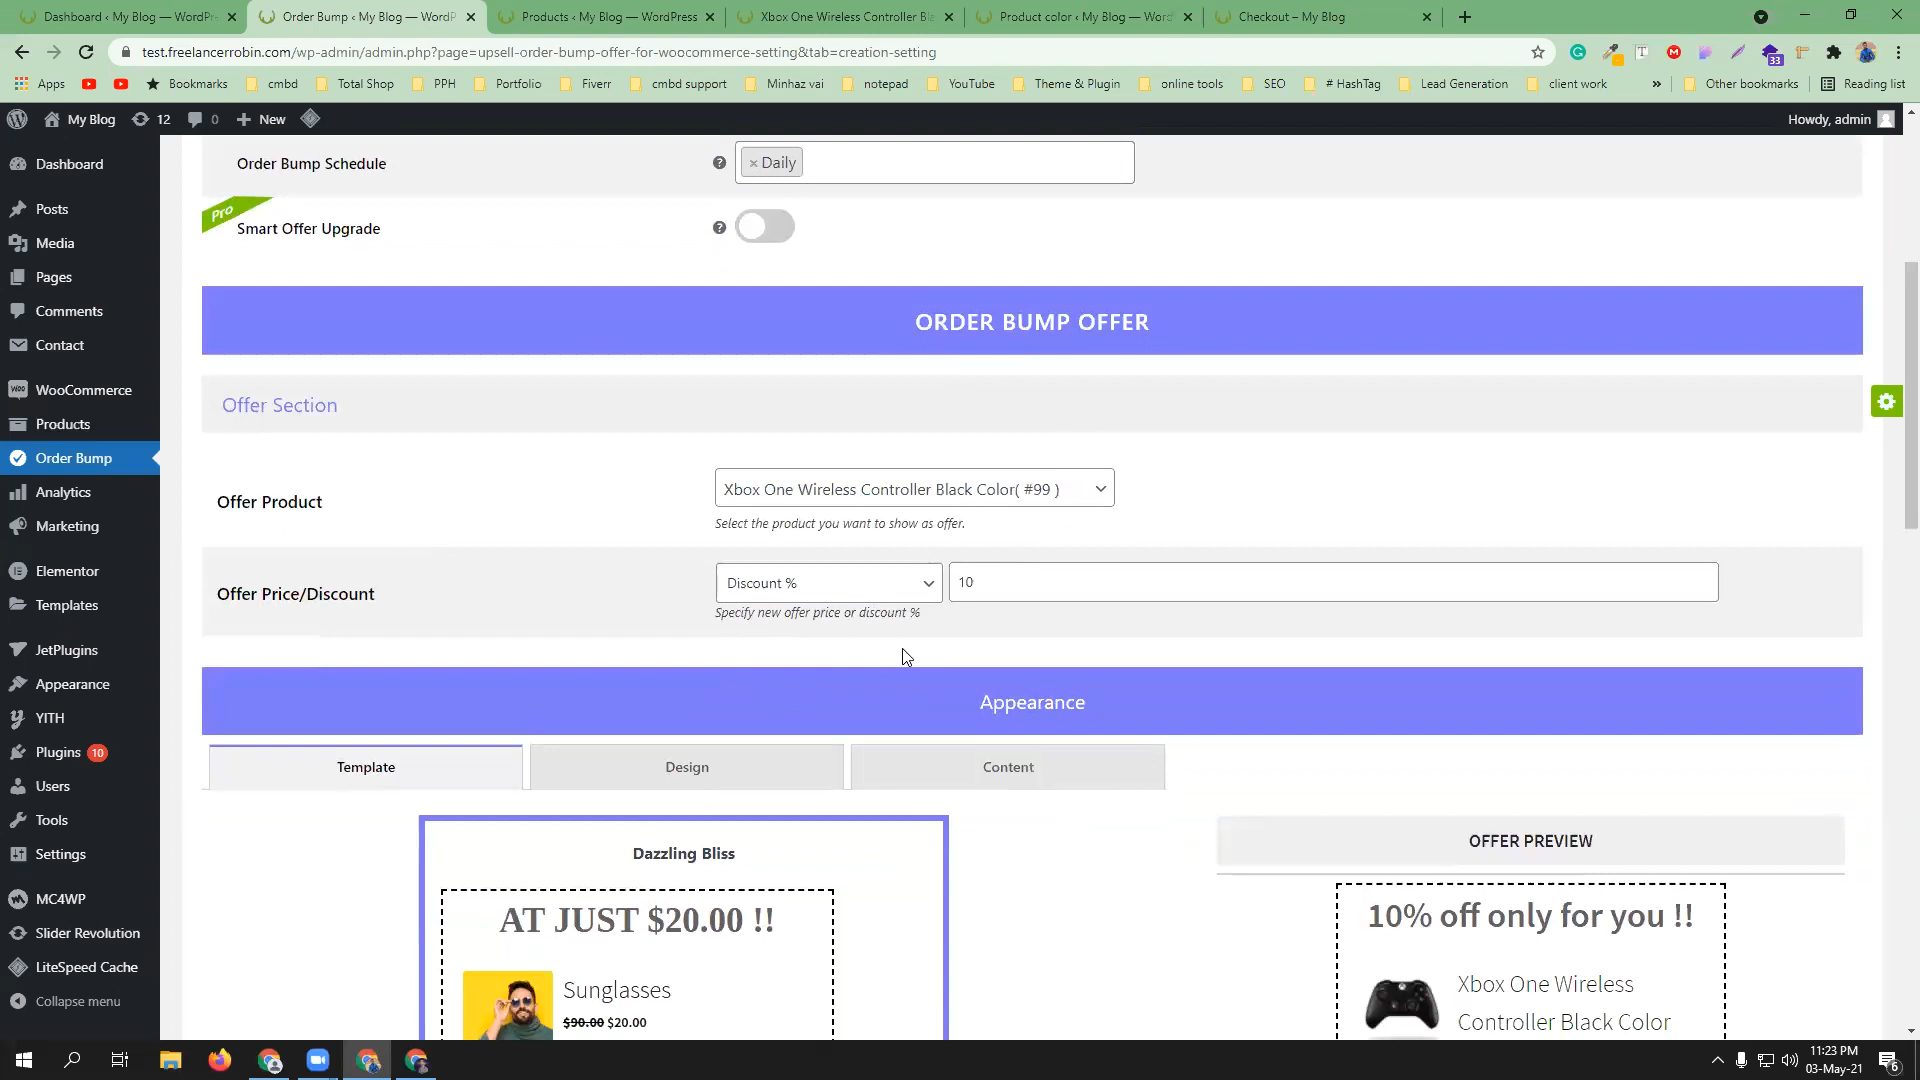 Dashboard ‹ My Blog — WordPr
Order Bump ‹ My Blog — WordP
Products ‹ My Blog — WordPress
Xbox One Wireless Controller Bl
Product color ‹ My Blog — Word
Checkout – My Blog
test.freelancerrobin.com/wp-admin/admin.php?page=upsell-order-bump-offer-for-woocommerce-setting&tab=creation-setting
33
Apps
Bookmarks
cmbd
Total Shop
PPH
Portfolio
Fiverr
cmbd support
Minhaz vai
notepad
YouTube
Theme & Plugin
online tools
SEO
# HashTag
Lead Generation
client work
»
Other bookmarks
Reading list
My Blog
12
0
New
Howdy, admin
Dashboard
Posts
Media
Pages
Comments
Contact
WooCommerce
Products
Order Bump
Analytics
Marketing
Elementor
Templates
JetPlugins
Appearance
YITH
Plugins 10
Users
Tools
Settings
MC4WP
Slider Revolution
LiteSpeed Cache
Collapse menu
Order Bump Schedule
× Daily
Pro
Smart Offer Upgrade
ORDER BUMP OFFER
Offer Section
Offer Product
Xbox One Wireless Controller Black Color( #99 )
Select the product you want to show as offer.
Offer Price/Discount
Discount %
10
Specify new offer price or discount %
Appearance
Template
Design
Content
Dazzling Bliss
AT JUST $20.00 !!
Sunglasses
$90.00 $20.00
OFFER PREVIEW
10% off only for you !!
Xbox One Wireless
Controller Black Color
11:23 PM
03-May-21
6